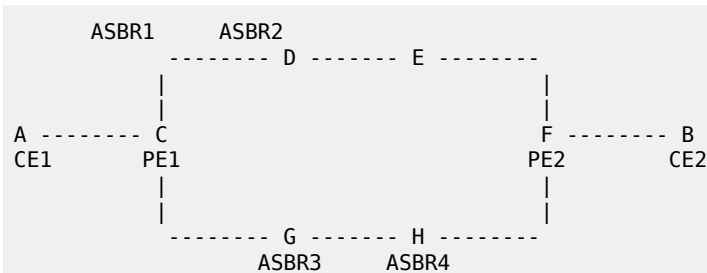 ASBR1 ASBR2
-------- D ------- E --------
| |
| |
A -------- C F -------- B
CE1 PE1 PE2 CE2
| |
| |
-------- G ------- H --------
ASBR3 ASBR4